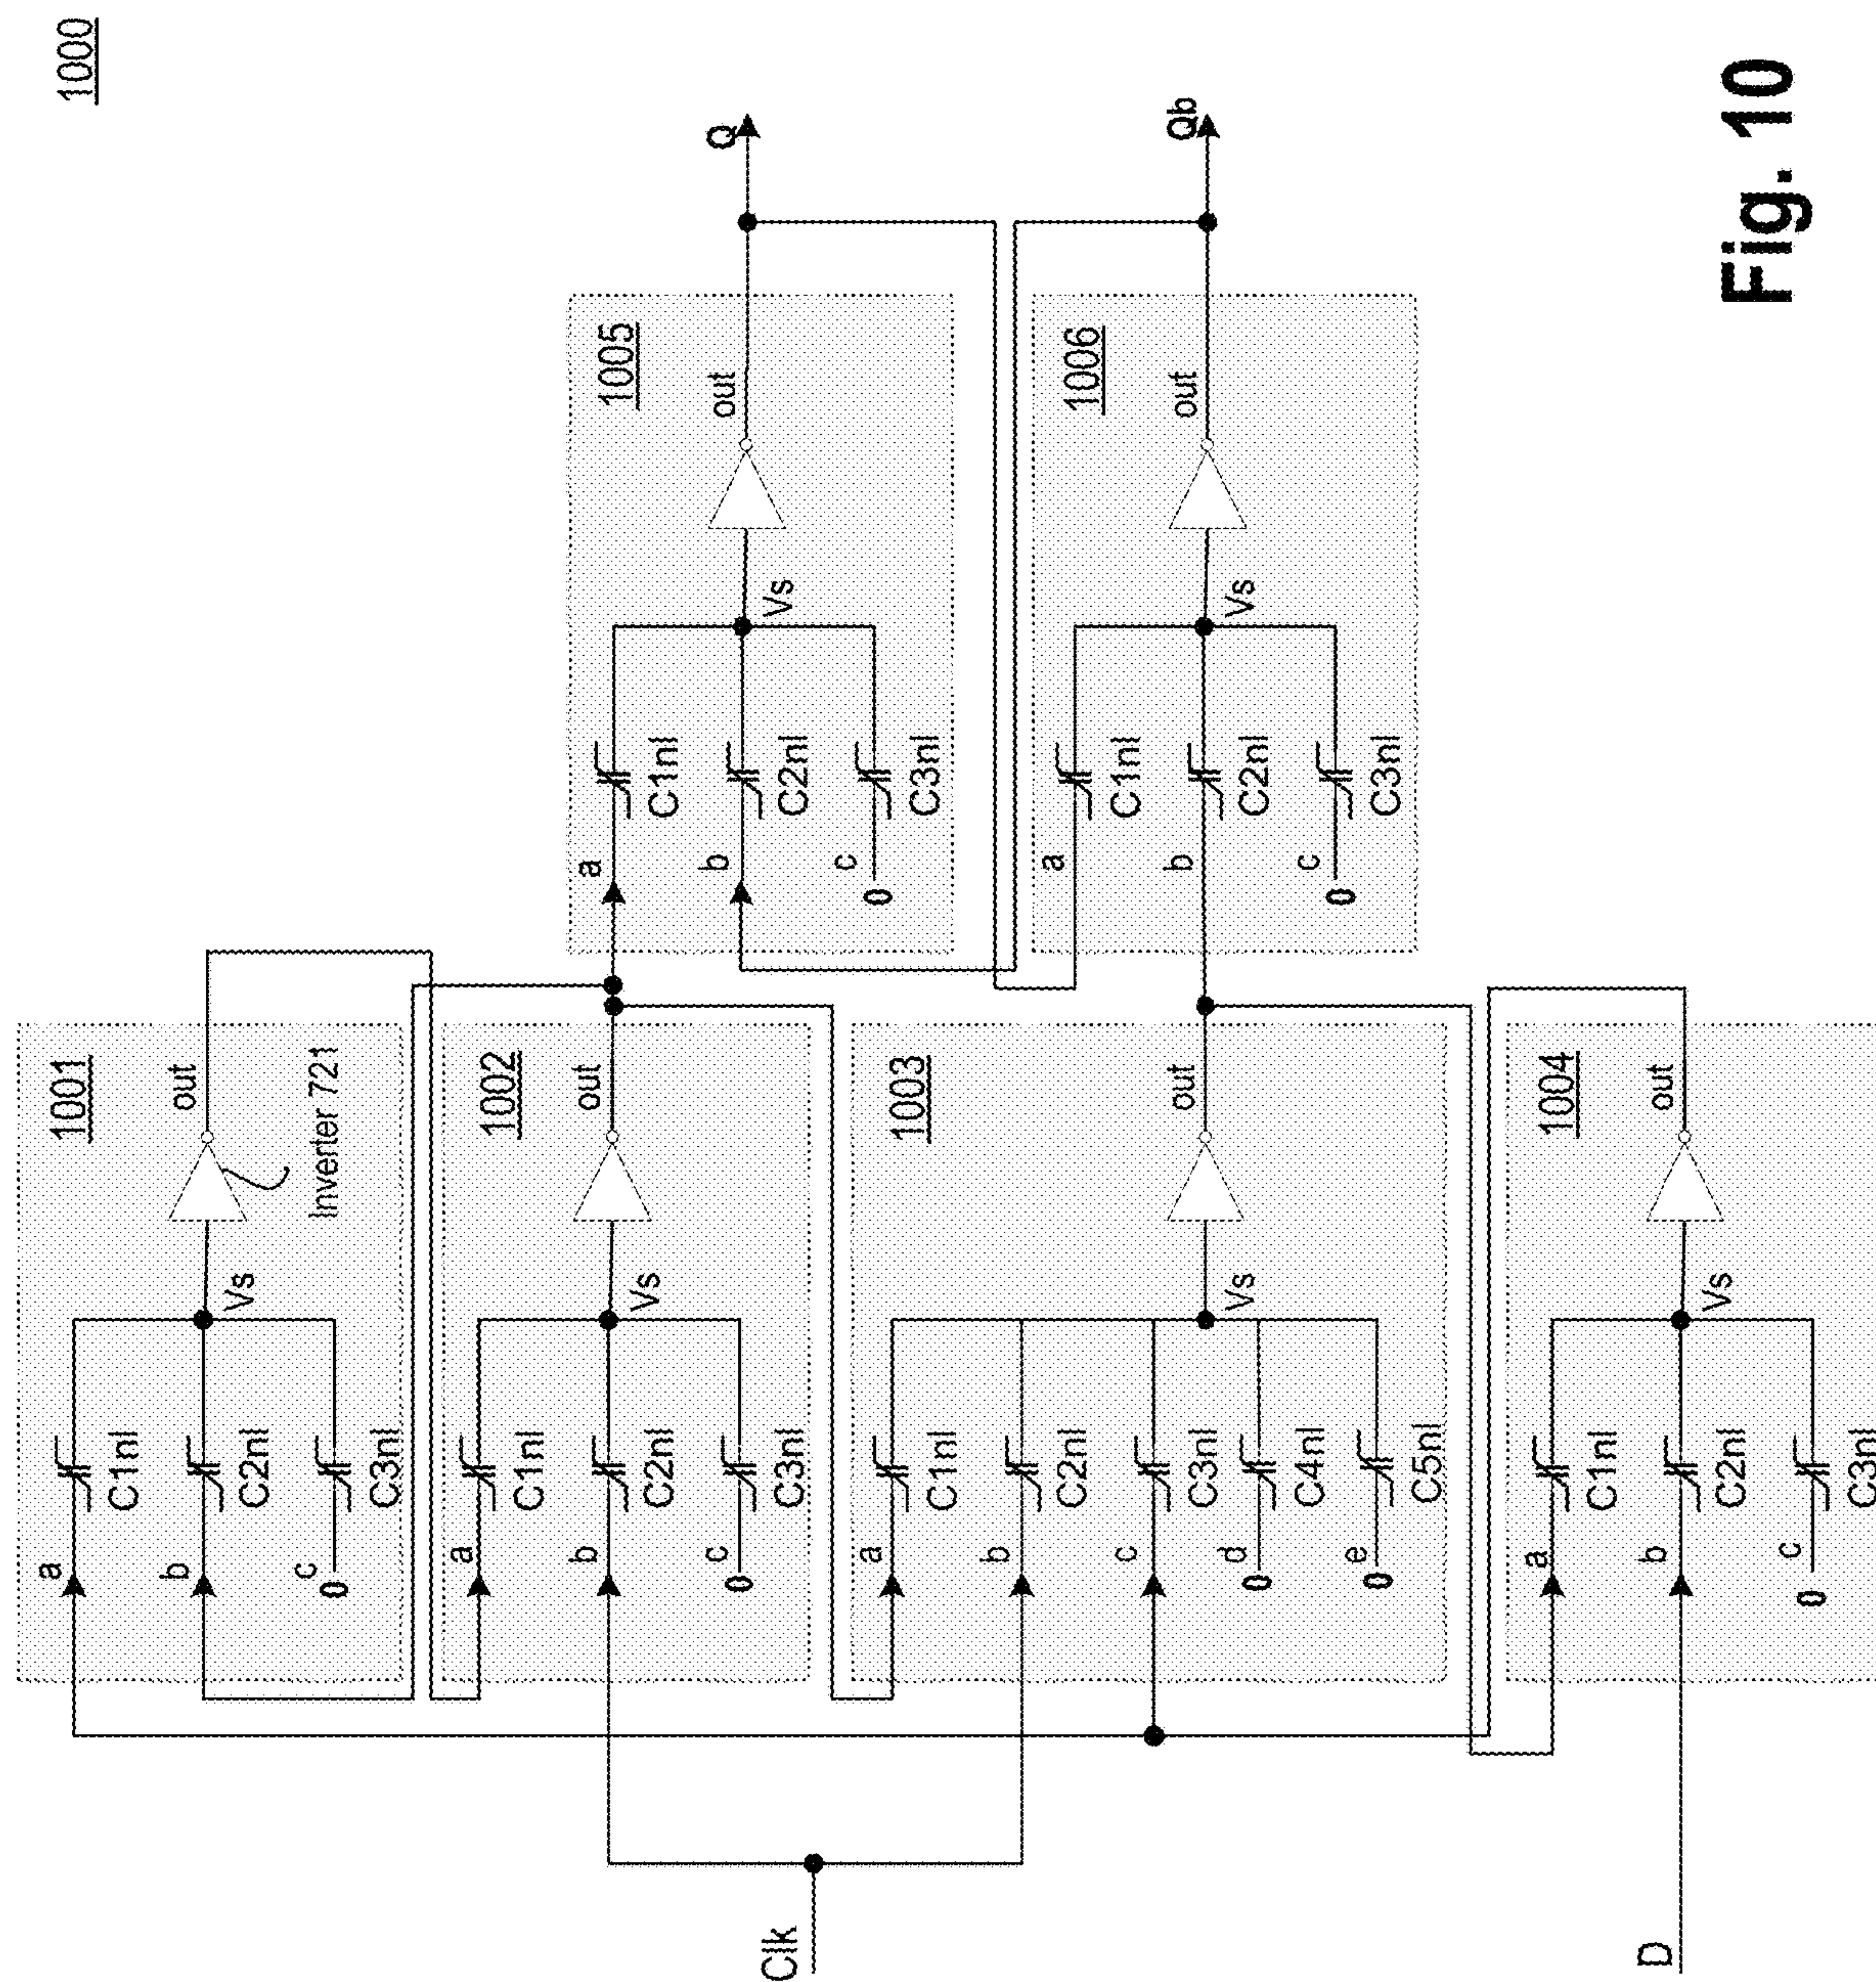 1000
1001
a
C1nl
b
C2nl
c
0
C3nl
Vs
out
Inverter 721
1002
a
C1nl
b
C2nl
c
0
C3nl
Vs
out
1003
a
C1nl
b
C2nl
c
C3nl
d
0
C4nl
e
0
C5nl
Vs
out
1004
a
C1nl
b
C2nl
c
0
C3nl
Vs
out
1005
a
C1nl
b
C2nl
c
0
C3nl
Vs
out
Q
1006
a
C1nl
b
C2nl
c
0
C3nl
Vs
out
Qb
Clk
D
Fig. 10